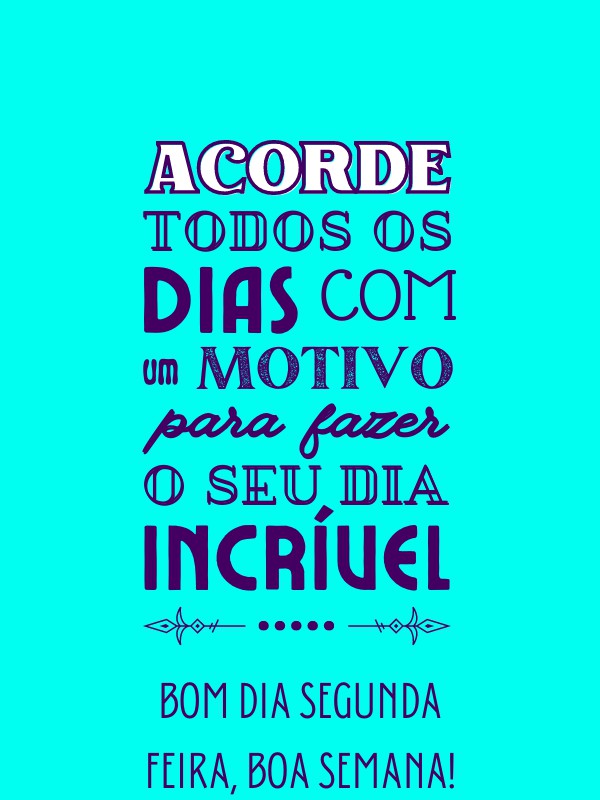 ACORDE
TODOS OS
DIAS COM
um MOTIVO
para fazer
O SEU DIA
INCRÍVEL
BOM DIA SEGUNDA
FEIRA, BOA SEMANA!